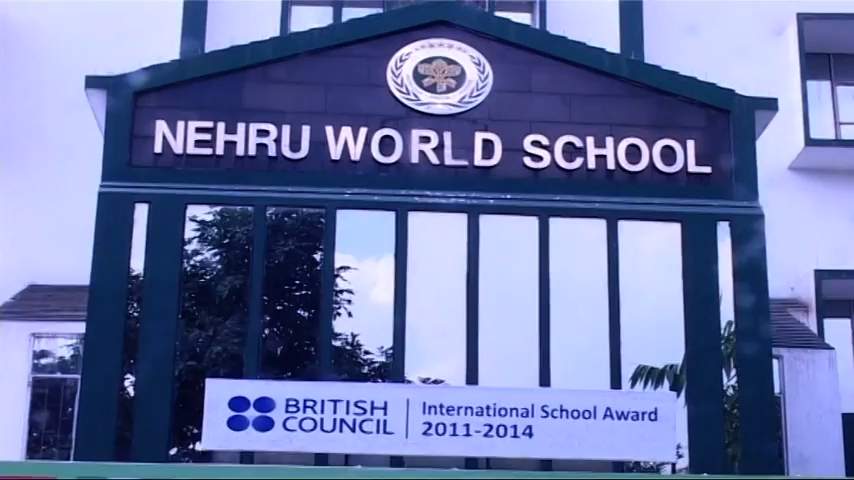 NEHRU WORLD SCHOOL
BRITISH
COUNCIL
International School Award
2011-2014